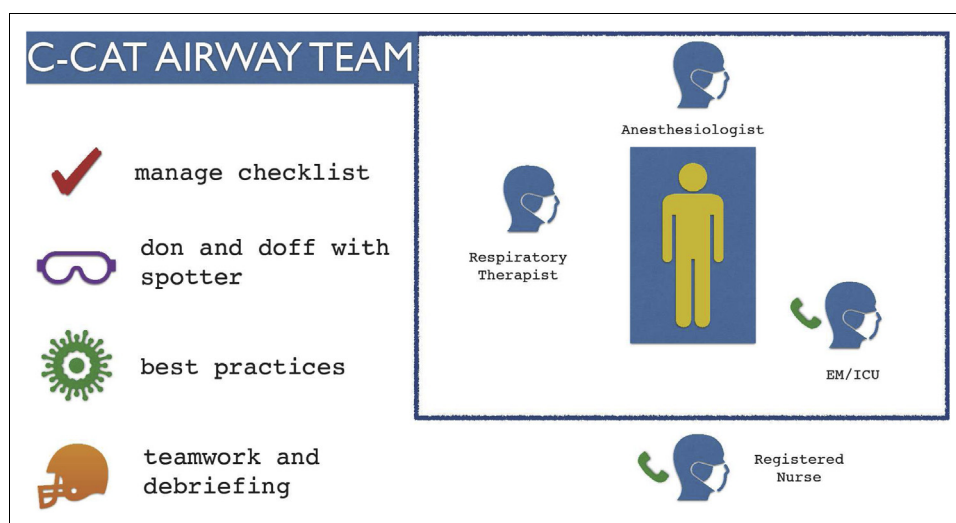 C-CAT AIRWAY TEAM
manage checklist
don and doff with
spotter
best practices
teamwork and
debriefing
Anesthesiologist
Respiratory
Therapist
EM/ICU
Registered
Nurse